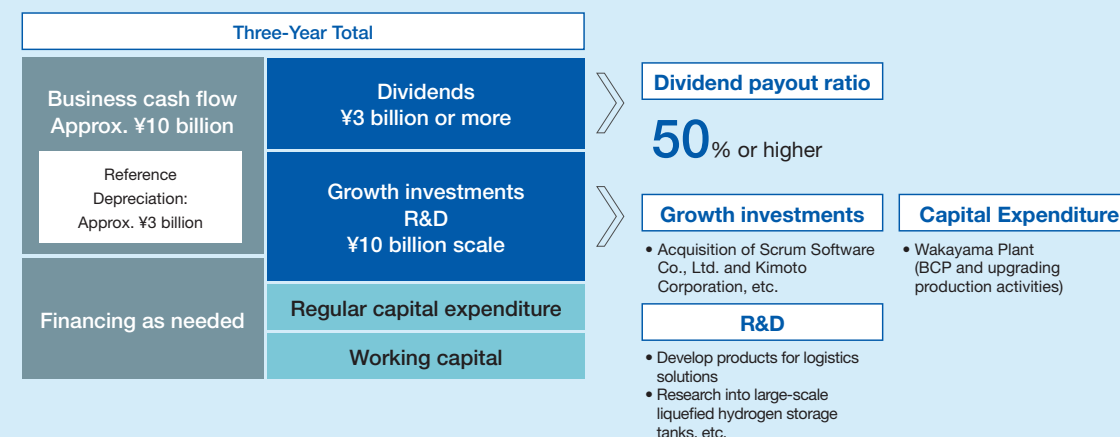 Three-Year Total
Business cash flow
Approx. ¥10 billion
Reference
Depreciation:
Approx. ¥3 billion
Financing as needed
Dividends
¥3 billion or more
Growth investments
R&D
¥10 billion scale
Regular capital expenditure
Working capital
Dividend payout ratio
50% or higher
Growth investments
• Acquisition of Scrum Software
Co., Ltd. and Kimoto
Corporation, etc.
Capital Expenditure
• Wakayama Plant
(BCP and upgrading
production activities)
R&D
• Develop products for logistics
solutions
• Research into large-scale
liquefied hydrogen storage
tanks, etc.